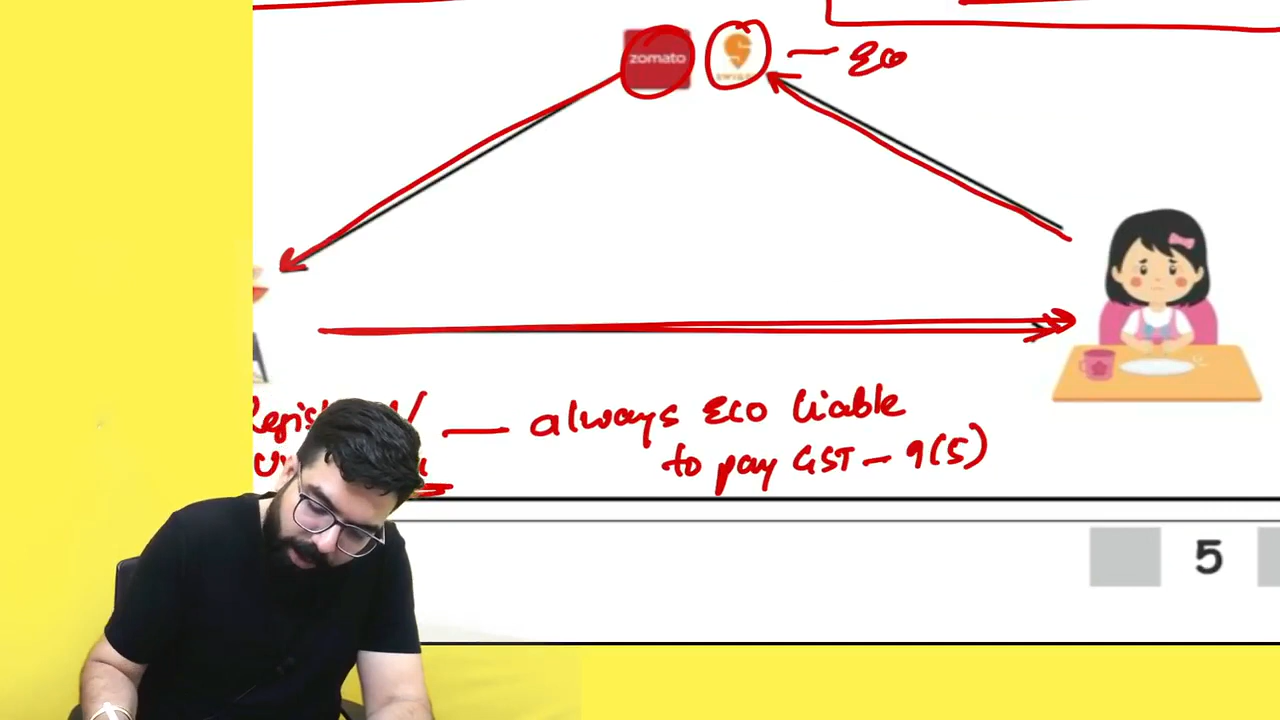 zomato
— Eco
— always ECO liable
to pay GST – 9(5)
5